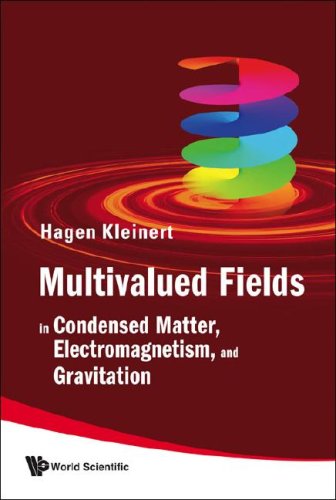 Hagen Kleinert
Multivalued Fields
in Condensed Matter,
Electromagnetism, and
Gravitation
World Scientific